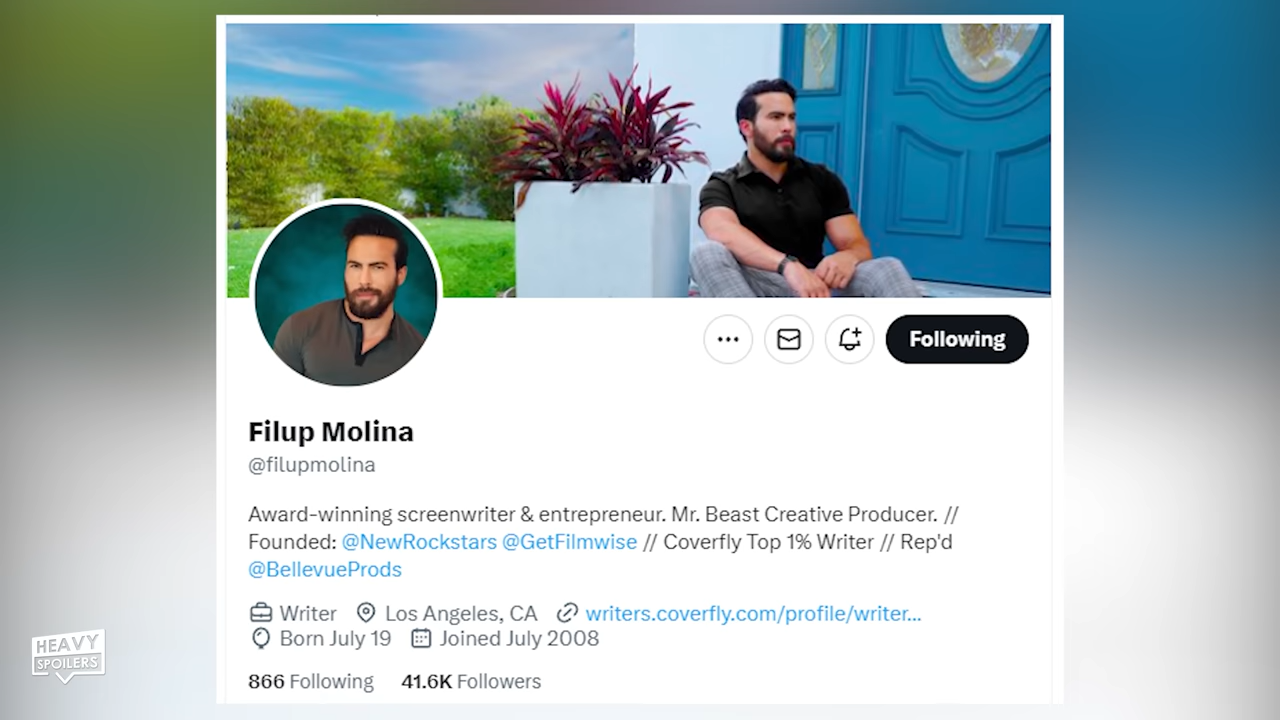 Following
Filup Molina
@filupmolina
Award-winning screenwriter & entrepreneur. Mr. Beast Creative Producer. //
Founded: @NewRockstars @GetFilmwise // Coverfly Top 1% Writer // Rep'd
@BellevueProds
Writer Los Angeles, CA writers.coverfly.com/profile/writer...
Born July 19 Joined July 2008
866 Following 41.6K Followers
HEAVY
SPOILERS